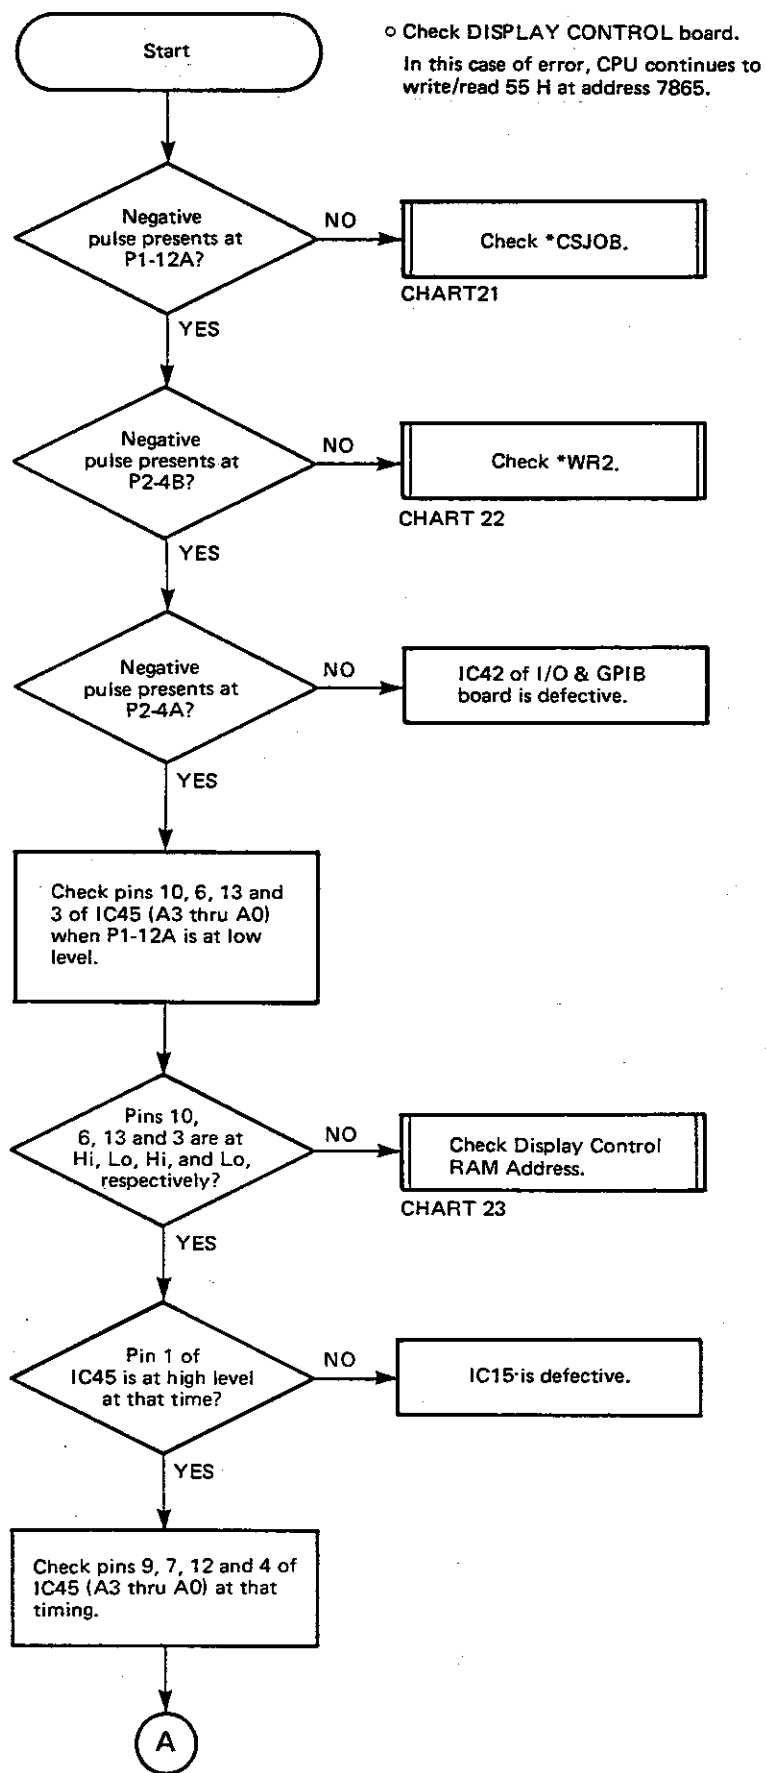 Start
o Check DISPLAY CONTROL board.
In this case of error, CPU continues to
write/read 55 H at address 7865.
Negative
pulse presents at
P1-12A?
NO
Check *CSJOB.
CHART21
YES
Negative
pulse presents at
P2-4B?
NO
Check *WR2.
CHART 22
YES
Negative
pulse presents at
P2-4A?
NO
IC42 of I/O & GPIB
board is defective.
YES
Check pins 10, 6, 13 and
3 of IC45 (A3 thru A0)
when P1-12A is at low
level.
Pins 10,
6, 13 and 3 are at
Hi, Lo, Hi, and Lo,
respectively?
NO
Check Display Control
RAM Address.
CHART 23
YES
Pin 1 of
IC45 is at high level
at that time?
NO
IC15 is defective.
YES
Check pins 9, 7, 12 and 4 of
IC45 (A3 thru A0) at that
timing.
A